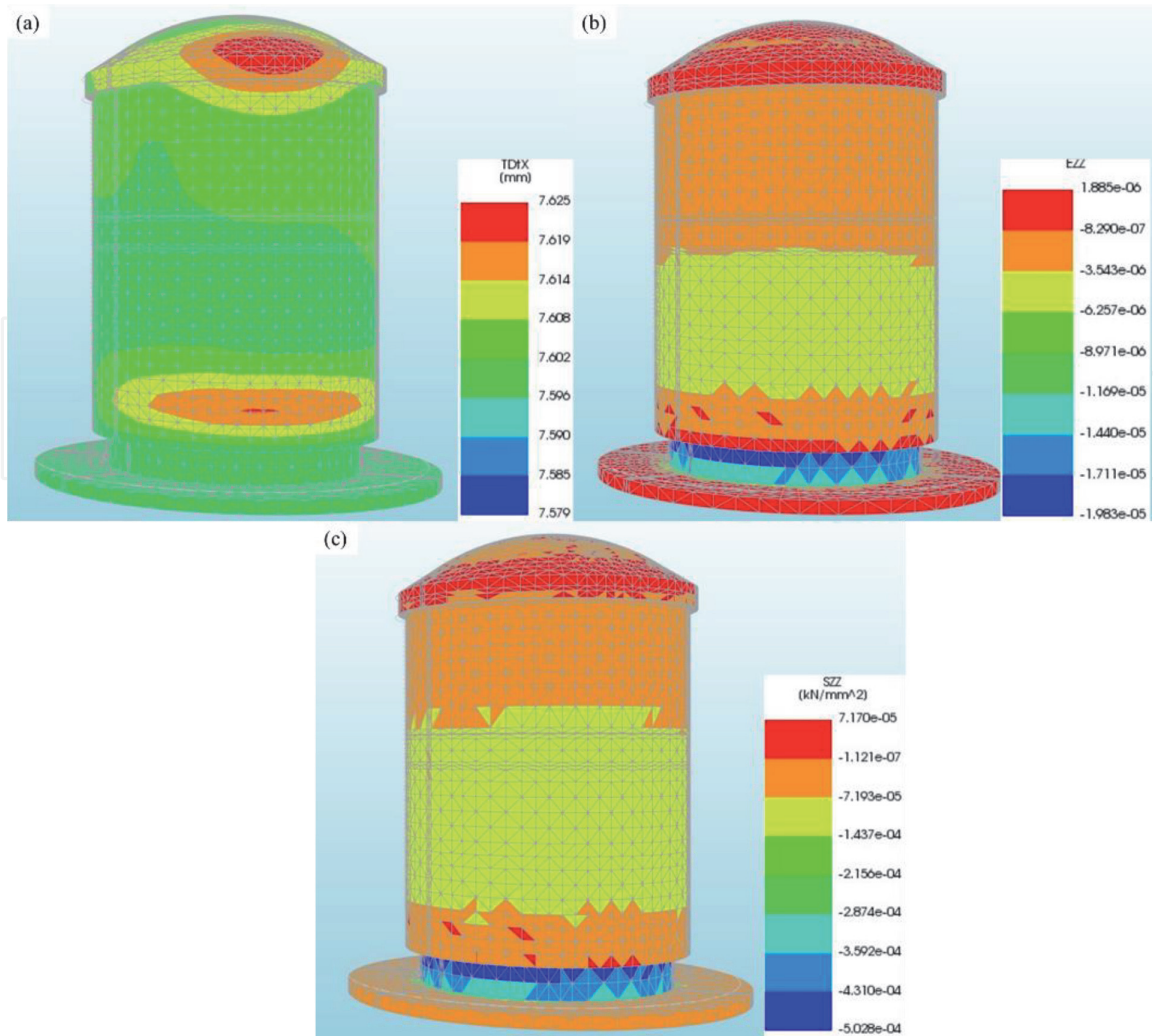 (a)
TDtX
(mm)
7.625
7.619
7.614
7.608
7.602
7.596
7.590
7.585
7.579
(b)
EZZ
1.885e-06
-8.290e-07
-3.543e-06
-6.257e-06
-8.971e-06
-1.169e-05
-1.440e-05
-1.711e-05
-1.983e-05
(c)
SZZ
(kN/mm^2)
7.170e-05
-1.121e-07
-7.193e-05
-1.437e-04
-2.156e-04
-2.874e-04
-3.592e-04
-4.310e-04
-5.028e-04